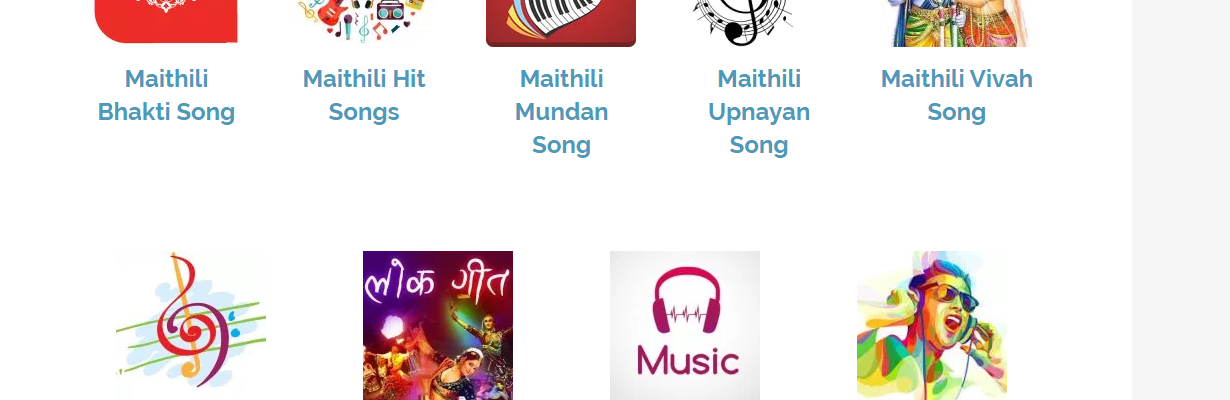 Maithili
Bhakti Song
Maithili Hit
Songs
Maithili
Mundan
Song
Maithili
Upnayan
Song
Maithili Vivah
Song
लोक गीत
Music